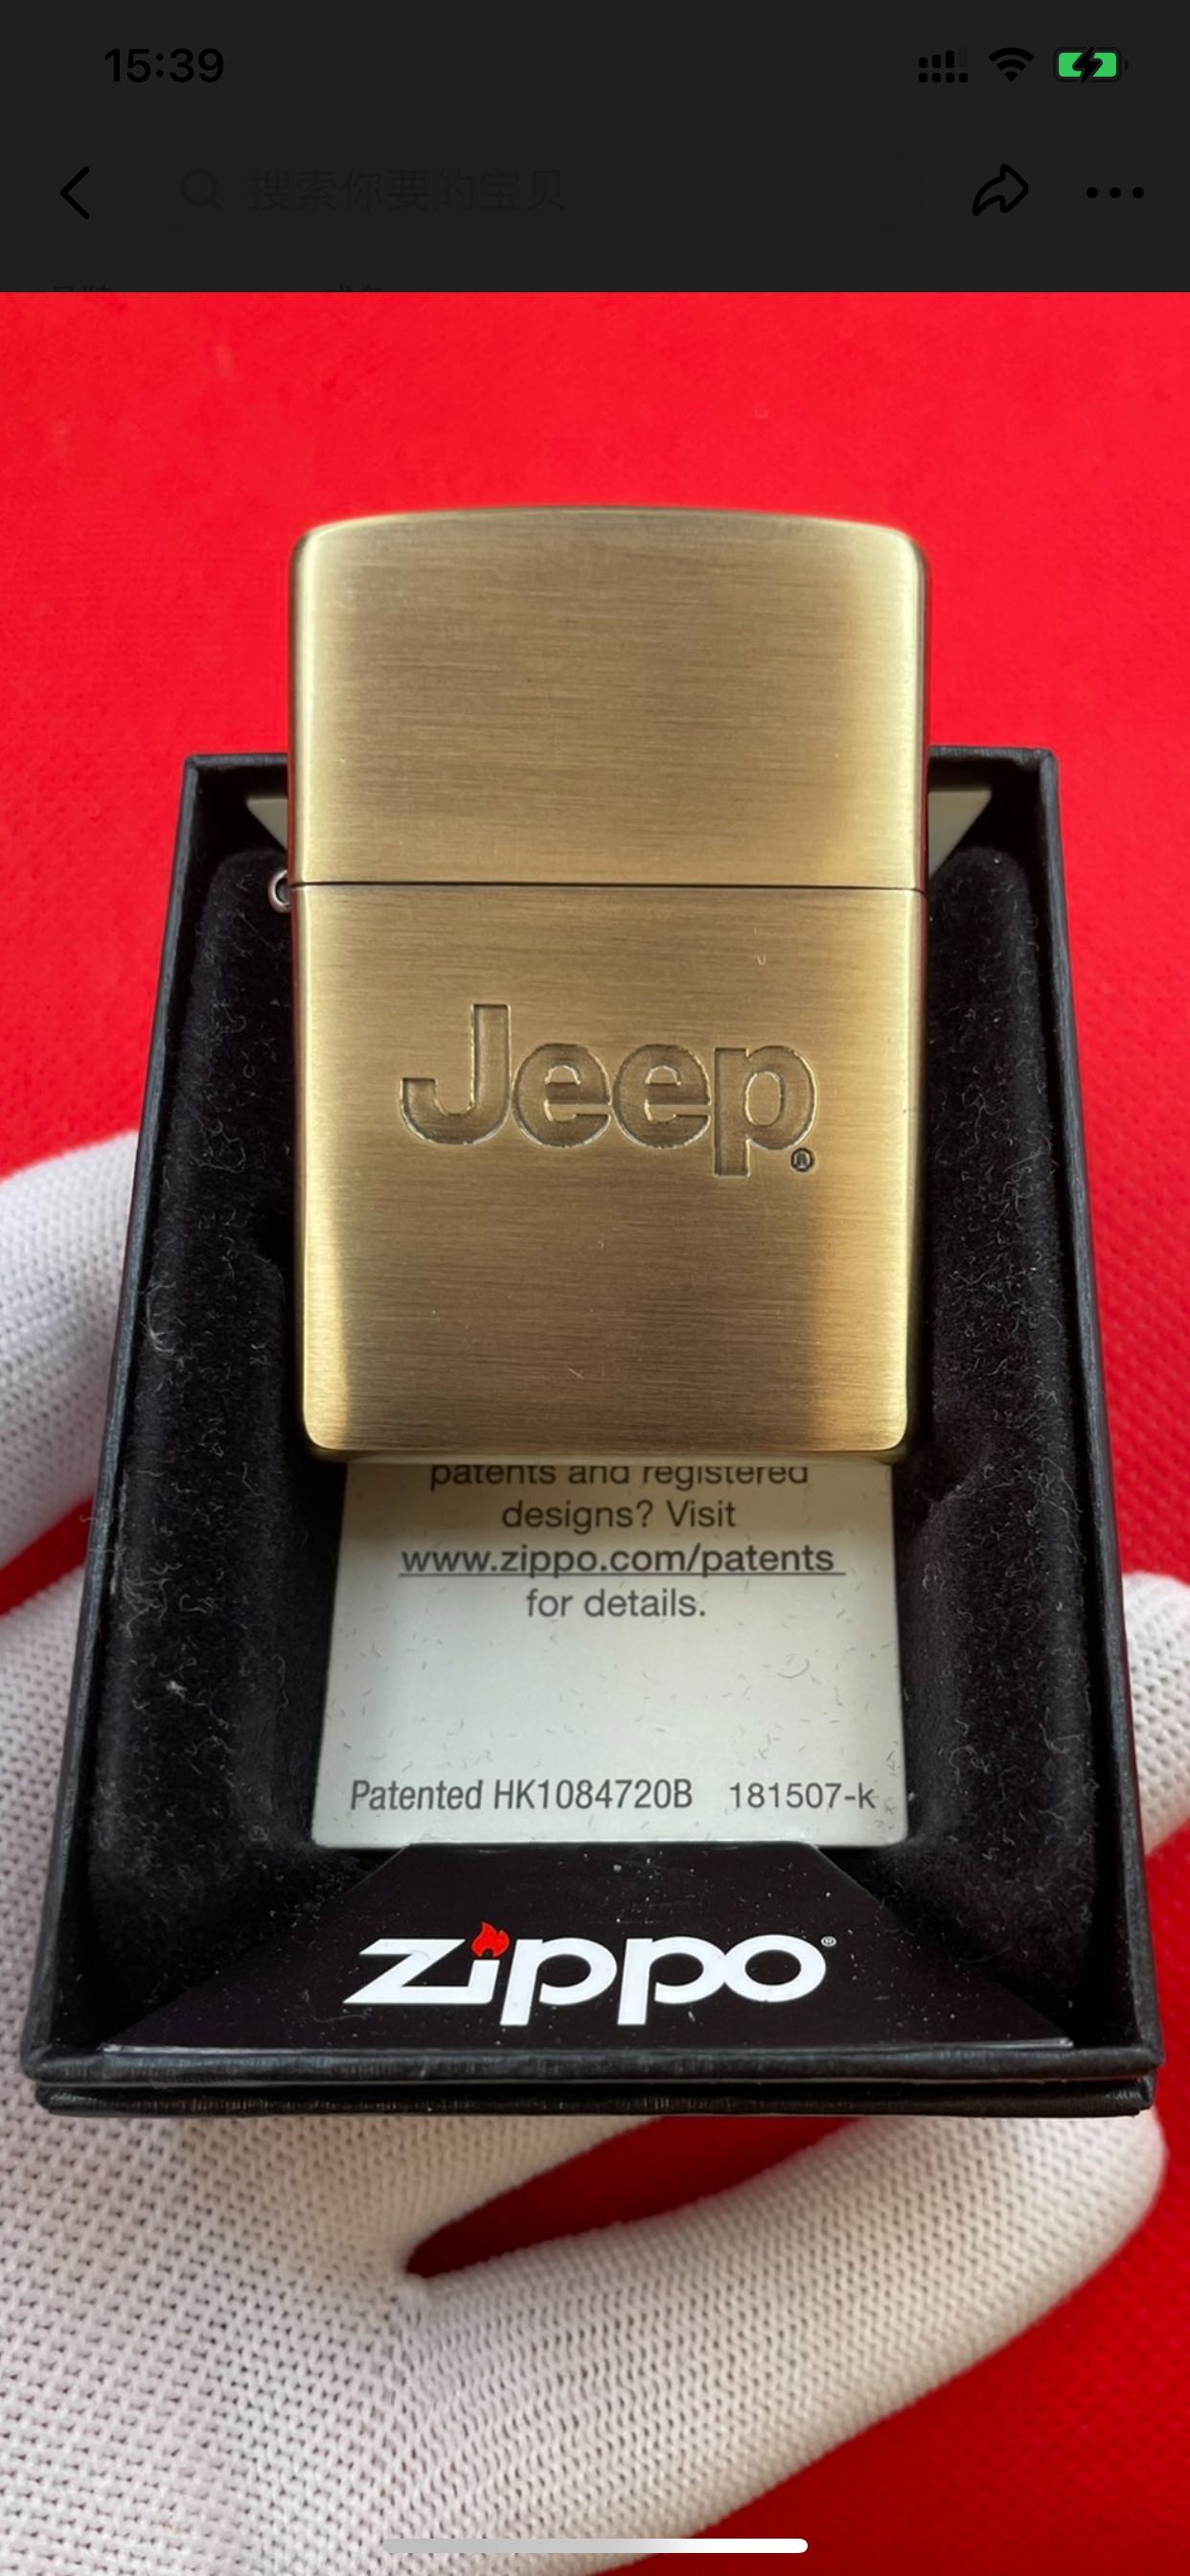 15:39
搜索你要的宝贝
Jeep®
patents and registered
designs? Visit
www.zippo.com/patents
for details.
Patented HK1084720B 181507-k
zippo®